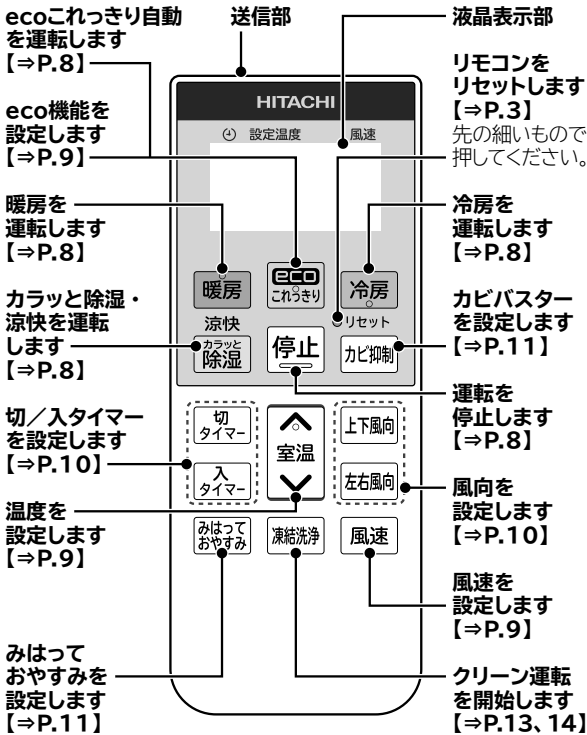 ecoこれっきり自動
を運転します
【⇒P.8】
eco機能を
設定します
【⇒P.9】
暖房を
運転します
【⇒P.8】
カラッと除湿・
涼快を運転
します
【⇒P.8】
切／入タイマー
を設定します
【⇒P.10】
温度を
設定します
【⇒P.9】
みはって
おやすみを
設定します
【⇒P.11】
送信部
HITACHI
設定温度 風速
暖房
eco
これっきり
冷房
涼快
リセット
カラッと
除湿
停止
カビ抑制
切
タイマー
室温
上下風向
入
タイマー
左右風向
みはって
おやすみ
凍結洗浄
風速
液晶表示部
リモコンを
リセットします
【⇒P.3】
先の細いもので
押してください。
冷房を
運転します
【⇒P.8】
カビバスター
を設定します
【⇒P.11】
運転を
停止します
【⇒P.8】
風向を
設定します
【⇒P.10】
風速を
設定します
【⇒P.9】
クリーン運転
を開始します
【⇒P.13、14】